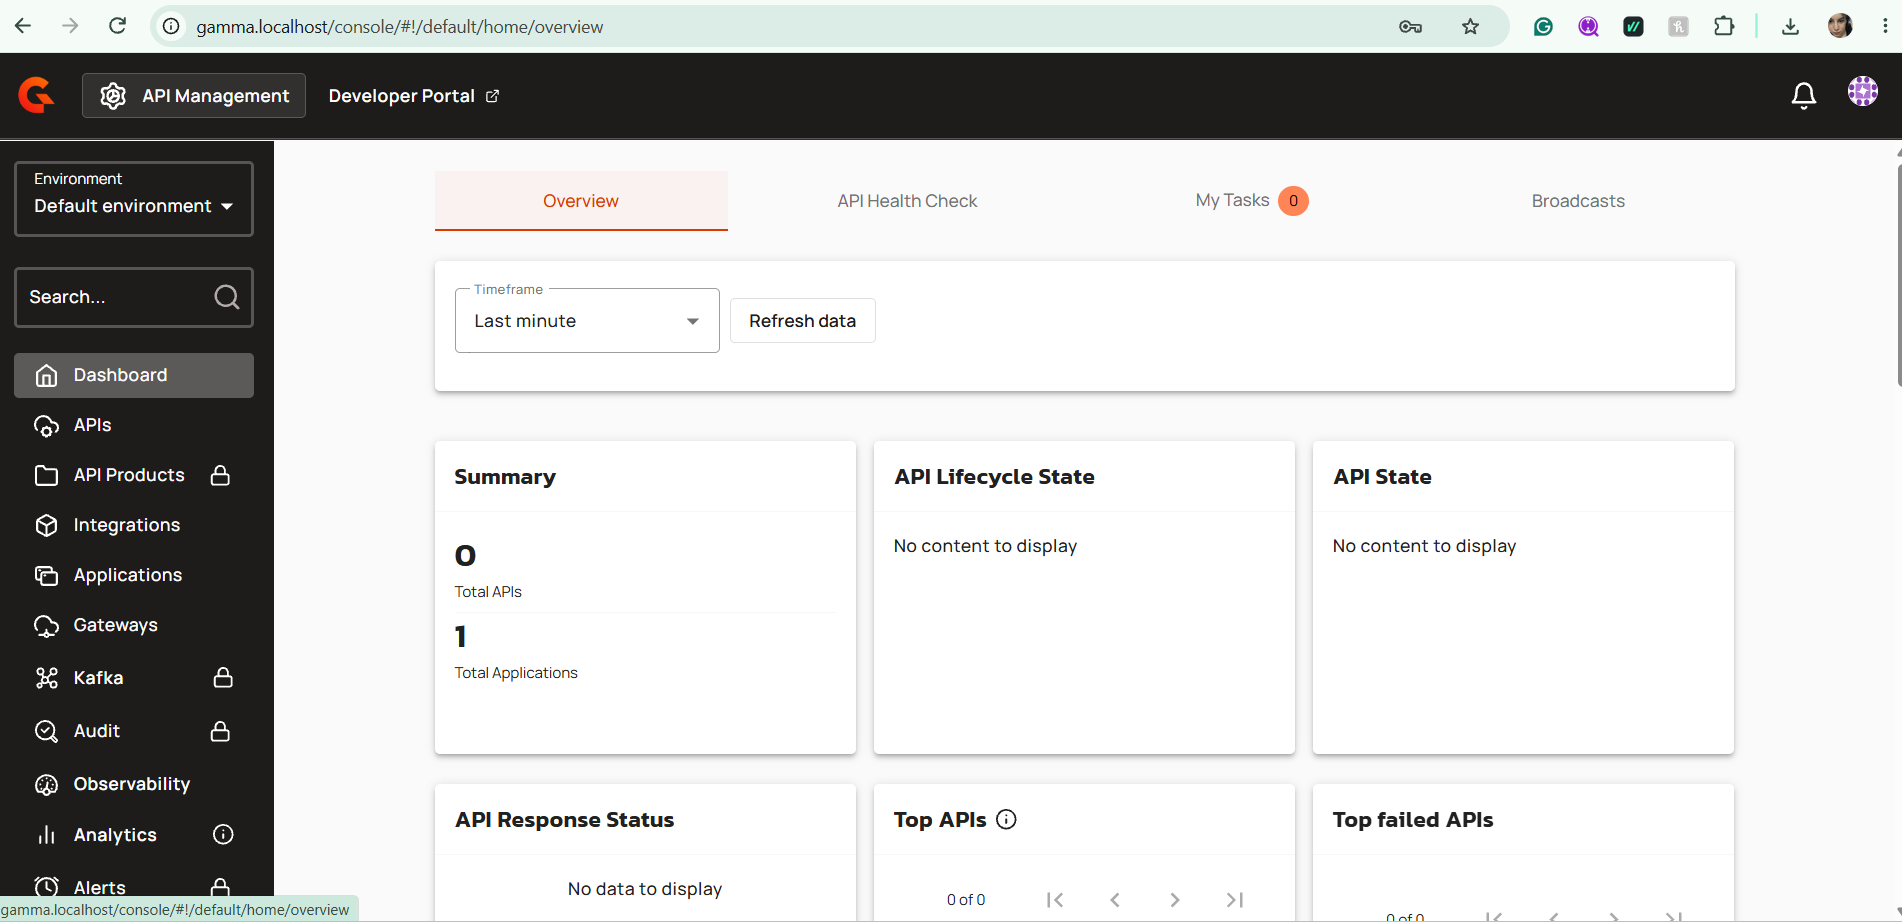 gamma.localhost/console/#!/default/home/overview
API Management
Developer Portal
Environment
Default environment
Search...
Dashboard
APIs
API Products
Integrations
Applications
Gateways
Kafka
Audit
Observability
Analytics
Alerts
gamma.localhost/console/#!/default/home/overview
Overview
API Health Check
My Tasks 0
Broadcasts
Timeframe
Last minute
Refresh data
Summary
0
Total APIs
1
Total Applications
API Lifecycle State
No content to display
API State
No content to display
API Response Status
No data to display
Top APIs
0 of 0
Top failed APIs
0 of 0